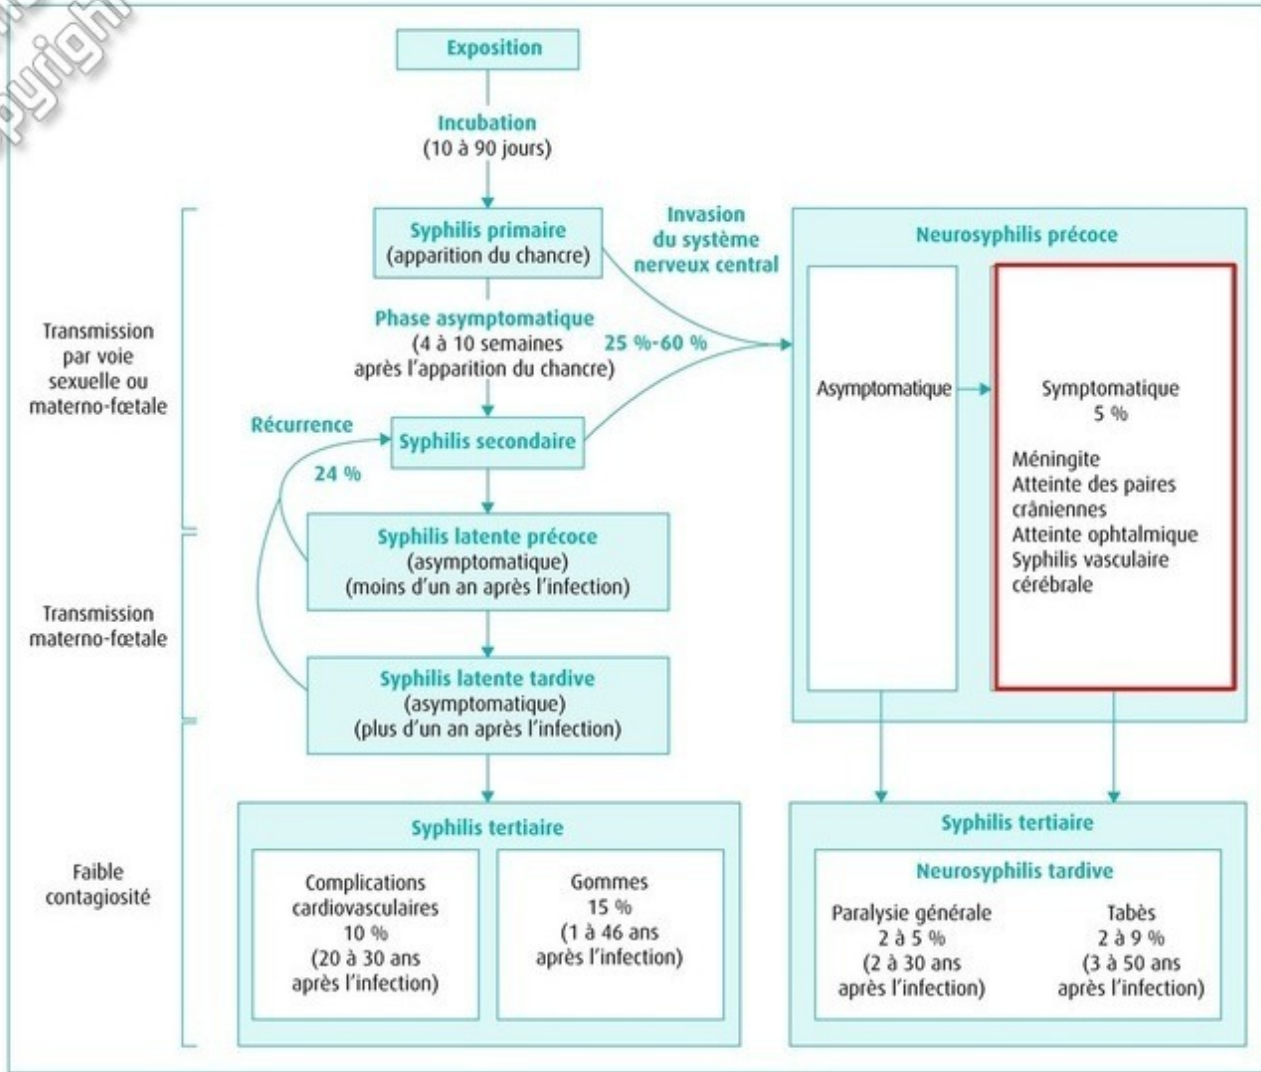 pyright
Exposition
Incubation
(10 à 90 jours)
Syphilis primaire
(apparition du chancre)
Invasion
du système
nerveux central
Phase asymptomatique
(4 à 10 semaines
après l'apparition du chancre)
25 %-60 %
Récurrence
24 %
Syphilis secondaire
Syphilis latente précoce
(asymptomatique)
(moins d'un an après l'infection)
Syphilis latente tardive
(asymptomatique)
(plus d'un an après l'infection)
Transmission
par voie
sexuelle ou
materno-fœtale
Transmission
materno-fœtale
Faible
contagiosité
Syphilis tertiaire
Complications
cardiovasculaires
10 %
(20 à 30 ans
après l'infection)
Gommes
15 %
(1 à 46 ans
après l'infection)
Neurosyphilis précoce
Asymptomatique
Symptomatique
5 %
Méningite
Atteinte des paires
crâniennes
Atteinte ophtalmique
Syphilis vasculaire
cérébrale
Syphilis tertiaire
Neurosyphilis tardive
Paralysie générale
2 à 5 %
(2 à 30 ans
après l'infection)
Tabès
2 à 9 %
(3 à 50 ans
après l'infection)